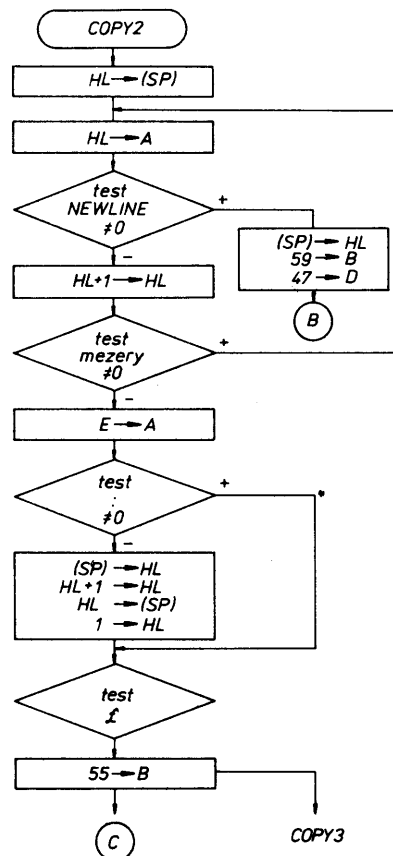 COPY2
HL → (SP)
HL → A
test
NEWLINE
≠0
+
−
(SP) → HL
59 → B
47 → D
B
HL+1 → HL
test
mezery
≠0
+
−
E → A
test
:
≠0
+
*
−
(SP) → HL
HL+1 → HL
HL → (SP)
1 → HL
test
£
55 → B
C
COPY3